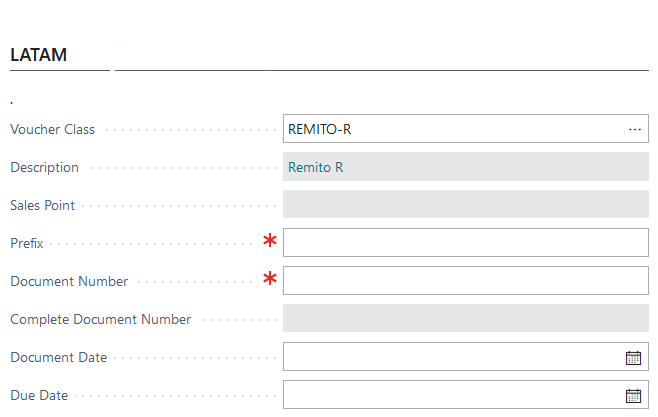 LATAM
.
Voucher Class REMITO-R ...
Description Remito R
Sales Point
Prefix *
Document Number *
Complete Document Number
Document Date
Due Date